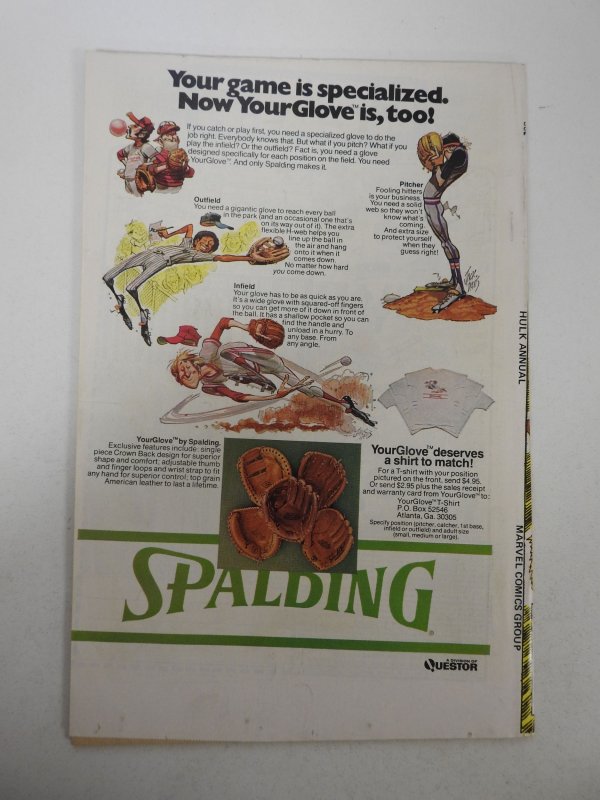 Your game is specialized.
Now YourGlove™ is, too!
If you catch or play first, you need a specialized glove to do the
job right. Everybody knows that. But what if you pitch? What if you
play the infield? Or the outfield? Fact is, you need a glove
designed specifically for each position on the field. You need
YourGlove™. And only Spalding makes it.
Pitcher
Fooling hitters
is your business.
You need a solid
web so they won't
know what's
coming.
And extra size
to protect yourself
when they
guess right!
Outfield
You need a gigantic glove to reach every ball
in the park (and an occasional one that's
on its way out of it). The extra
flexible H-web helps you
line up the ball in
the air and hang
onto it when it
comes down.
No matter how hard
you come down.
Infield
Your glove has to be as quick as you are.
It's a wide glove with squared-off fingers
so you can get more of it down in front of
the ball. It has a shallow pocket so you can
find the handle and
unload in a hurry. To
any base. From
any angle.
YourGlove™ by Spalding.
Exclusive features include: single
piece Crown Back design for superior
shape and comfort; adjustable thumb
and finger loops and wrist strap to fit
any hand for superior control; top grain
American leather to last a lifetime.
YourGlove™ deserves
a shirt to match!
For a T-shirt with your position
pictured on the front, send $4.95.
Or send $2.95 plus the sales receipt
and warranty card from YourGlove™ to:
YourGlove™ T-Shirt
P.O. Box 52546
Atlanta, Ga. 30305
Specify position (pitcher, catcher, 1st base,
infield or outfield) and adult size
(small, medium or large).
SPALDING
A DIVISION OF
QUESTOR
HULK ANNUAL
MARVEL COMICS GROUP